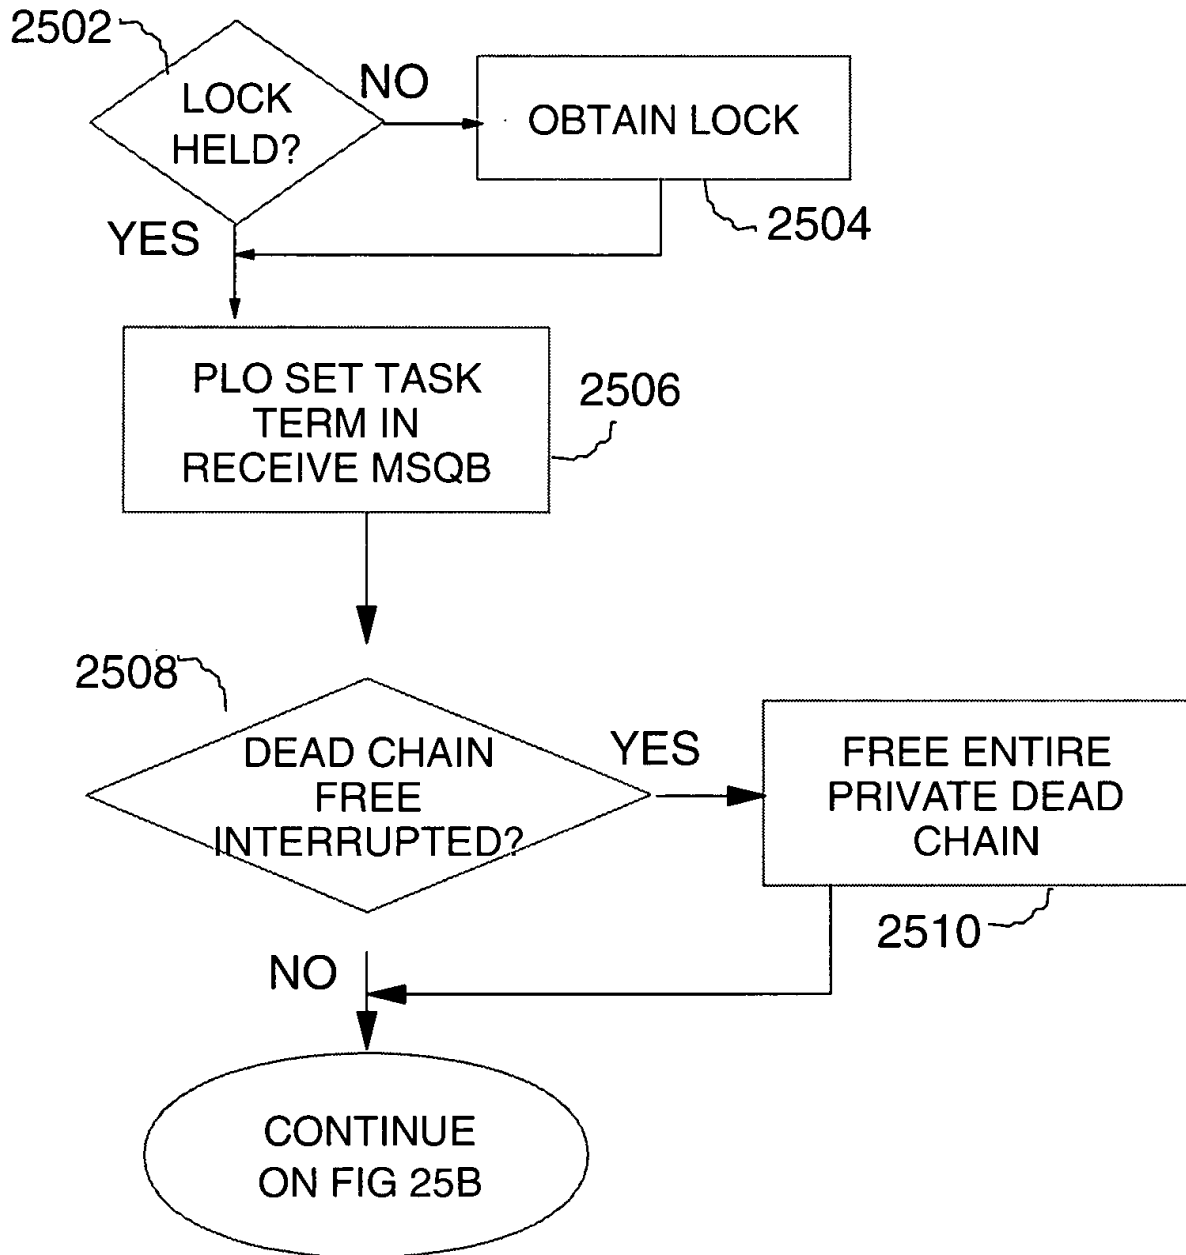 2502
LOCK
HELD?
NO
OBTAIN LOCK
2504
YES
PLO SET TASK
TERM IN
RECEIVE MSQB
2506
2508
DEAD CHAIN
FREE
INTERRUPTED?
YES
FREE ENTIRE
PRIVATE DEAD
CHAIN
2510
NO
CONTINUE
ON FIG 25B